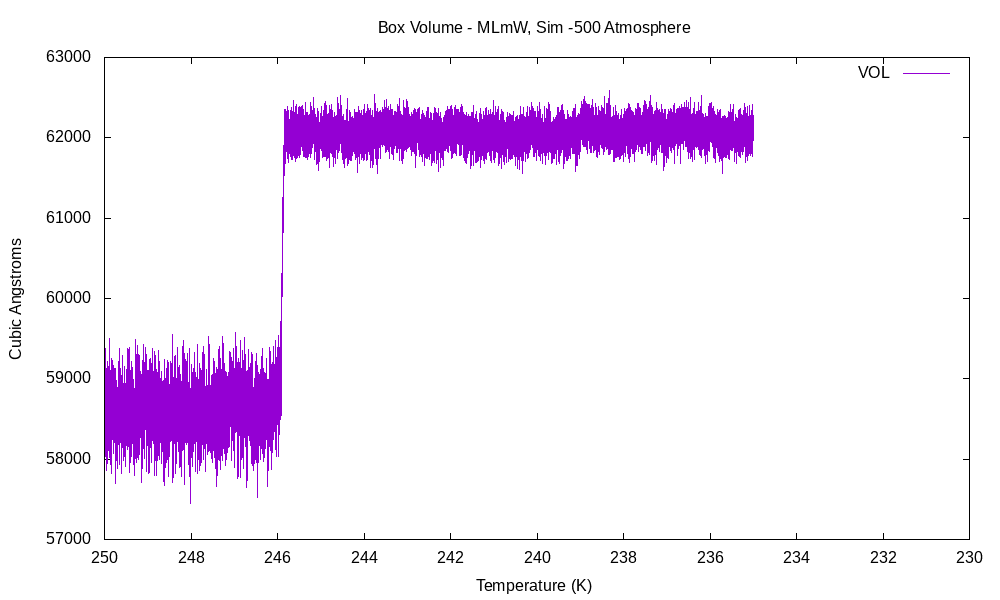 Box Volume - MLmW, Sim -500 Atmosphere
63000
62000
61000
60000
59000
58000
57000
Cubic Angstroms
VOL
250 248 246 244 242 240 238 236 234 232 230
Temperature (K)